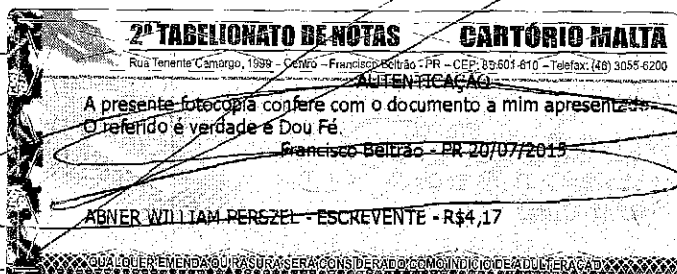 2º TABELIONATO DE NOTAS CARTÓRIO MALTA
Rua Tenente Camargo, 1999 - Centro - Francisco Beltrão - PR - CEP: 85.601-610 - Telefax: (46) 3055-6200
AUTENTICAÇÃO
A presente fotocópia confere com o documento a mim apresentado.
O referido é verdade e Dou Fé.
Francisco Beltrão - PR 20/07/2015
ABNER WILLIAM PERSZEL - ESCREVENTE - R$4,17
QUALQUER EMENDA OU RASURA SERÁ CONSIDERADO COMO INDÍCIO DE ADULTERAÇÃO